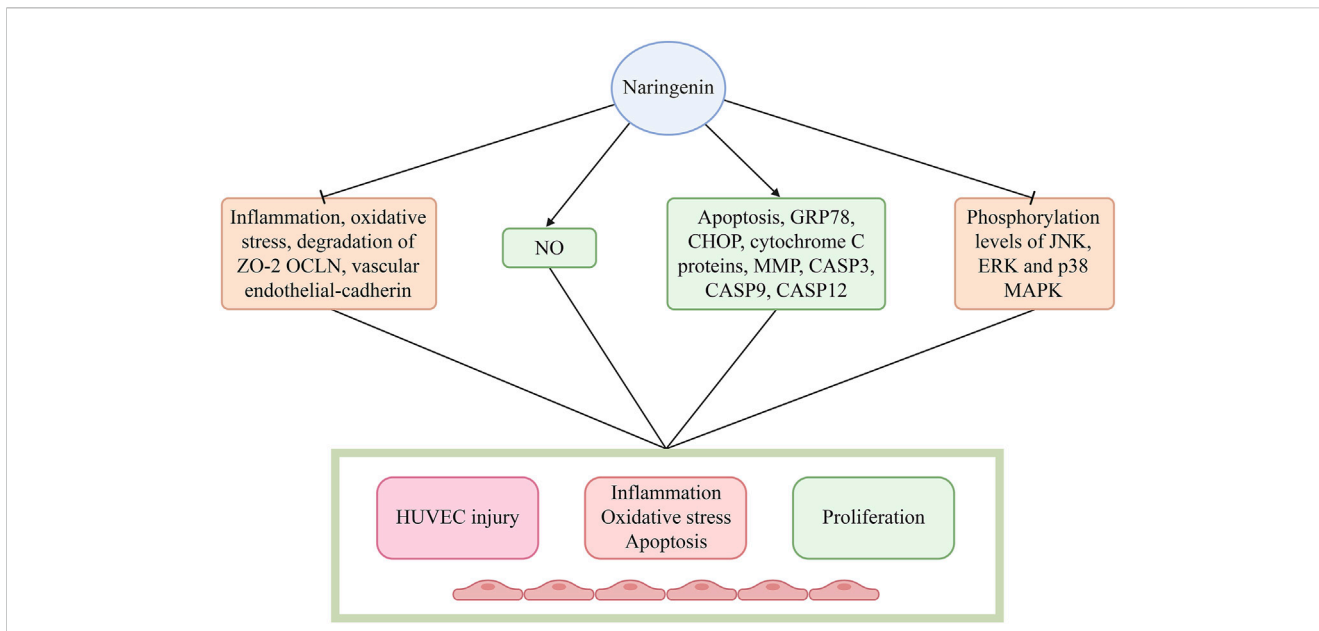 Naringenin
Inflammation, oxidative
stress, degradation of
ZO-2 OCLN, vascular
endothelial-cadherin
NO
Apoptosis, GRP78,
CHOP, cytochrome C
proteins, MMP, CASP3,
CASP9, CASP12
Phosphorylation
levels of JNK,
ERK and p38
MAPK
HUVEC injury
Inflammation
Oxidative stress
Apoptosis
Proliferation